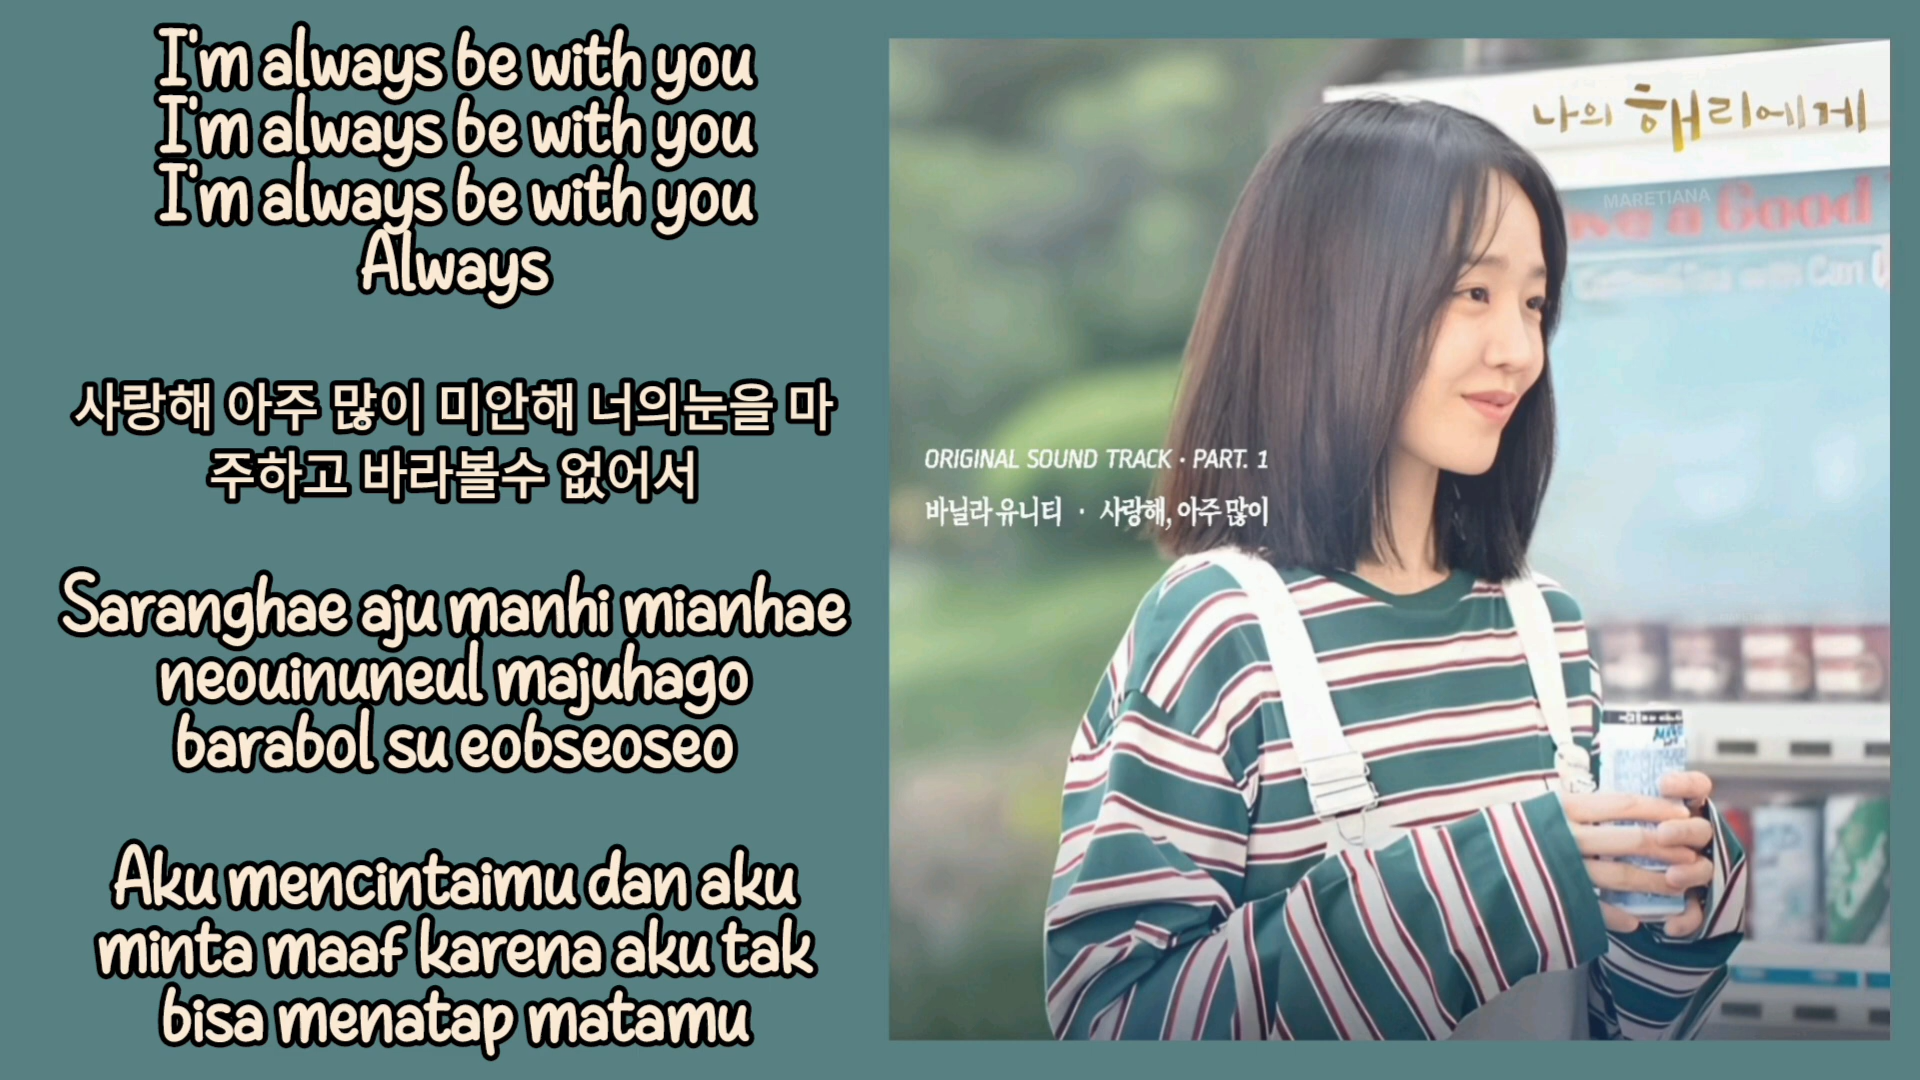 I'm always be with you
I'm always be with you
I'm always be with you
Always
사랑해 아주 많이 미안해 너의눈을 마
주하고 바라볼수 없어서
Saranghae aju manhi mianhae
neouinuneul majuhago
barabol su eobseoseo
Aku mencintaimu dan aku
minta maaf karena aku tak
bisa menatap matamu
나의 해리에게
MARETIANA
a Good
ORIGINAL SOUND TRACK · PART. 1
바닐라 유니티 · 사랑해, 아주 많이